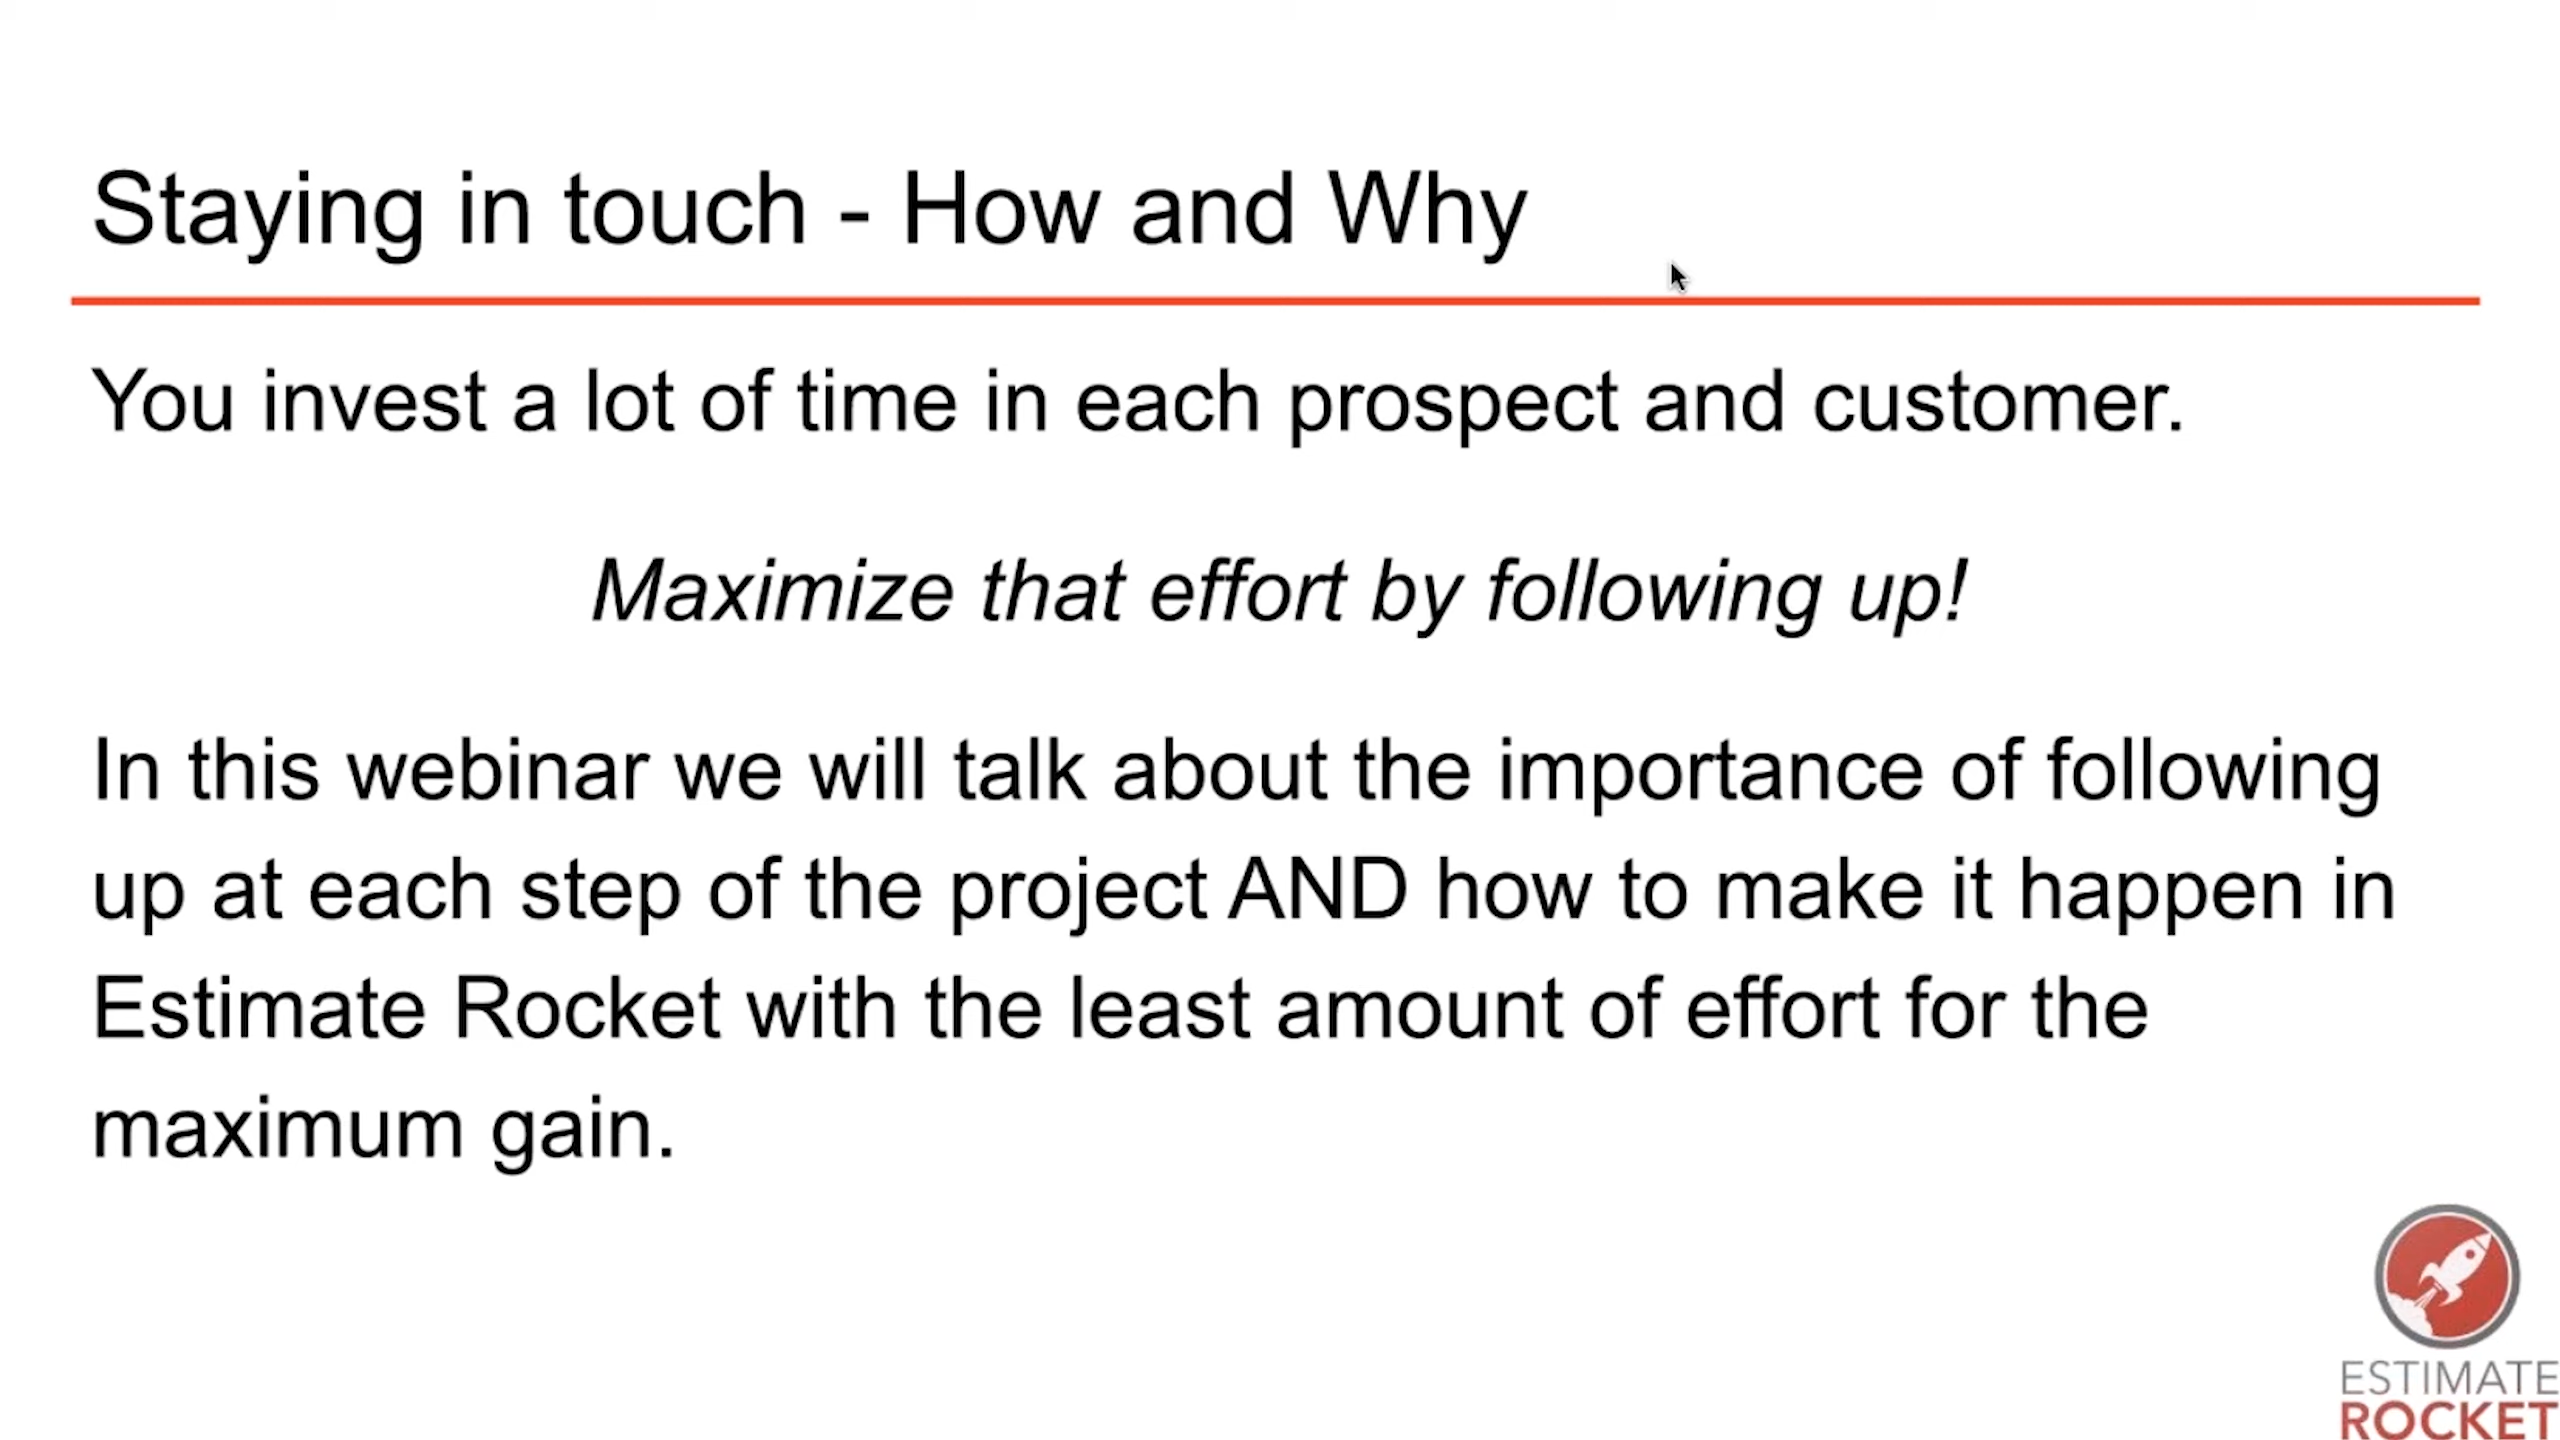 Staying in touch - How and Why
You invest a lot of time in each prospect and customer.
Maximize that effort by following up!
In this webinar we will talk about the importance of following
up at each step of the project AND how to make it happen in
Estimate Rocket with the least amount of effort for the
maximum gain.
ESTIMATE
ROCKET